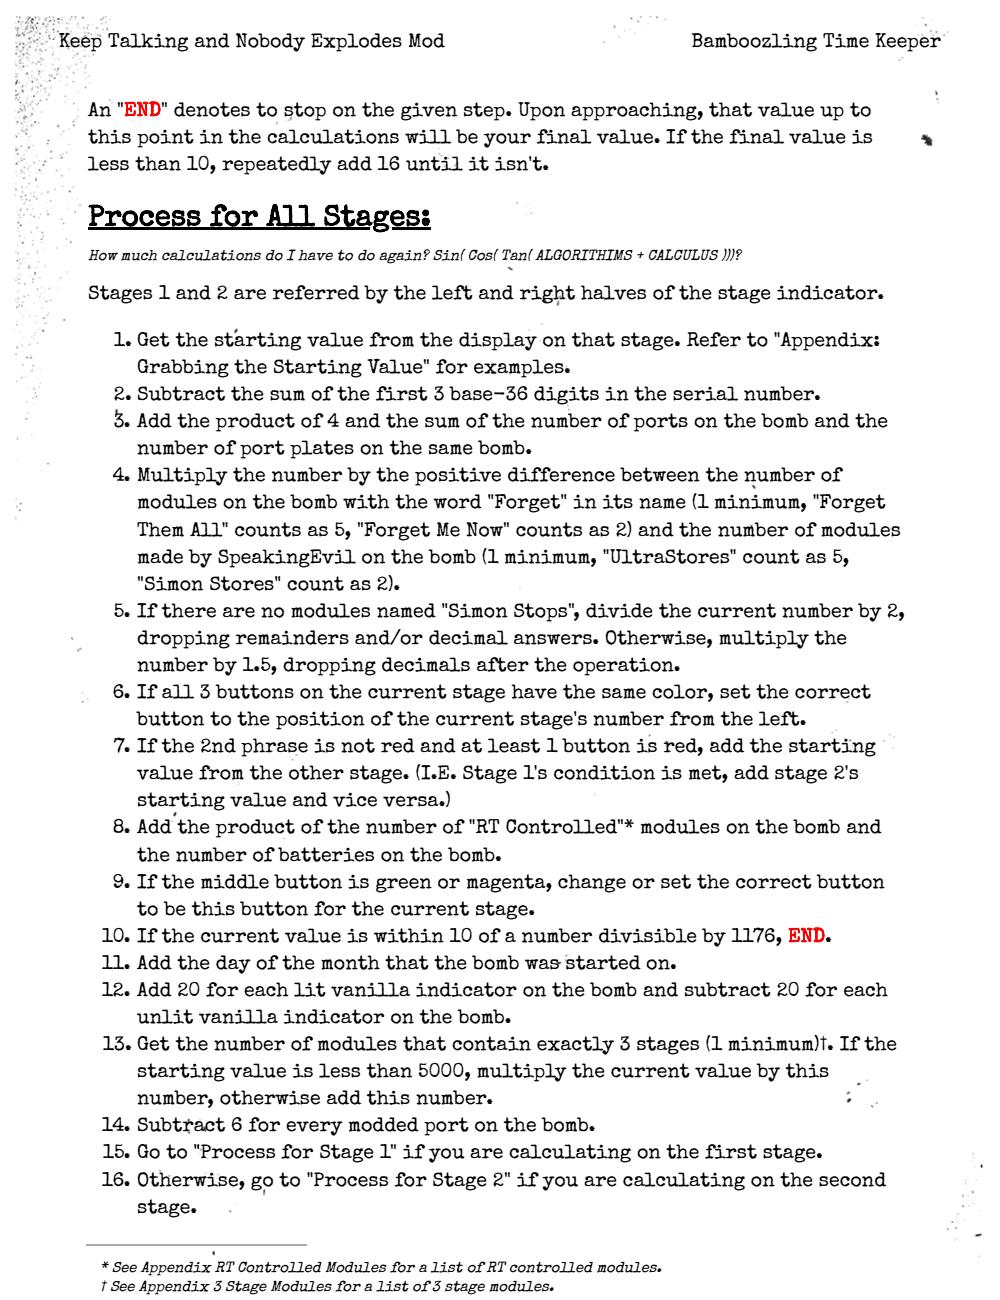 Keep Talking and Nobody Explodes Mod
Bamboozling Time Keeper
An "END" denotes to stop on the given step. Upon approaching, that value up to
this point in the calculations will be your final value. If the final value is
less than 10, repeatedly add 16 until it isn't.
Process for All Stages:
How much calculations do I have to do again? Sin( Cos( Tan( ALGORITHIMS + CALCULUS )))?
Stages 1 and 2 are referred by the left and right halves of the stage indicator.
1. Get the starting value from the display on that stage. Refer to "Appendix:
Grabbing the Starting Value" for examples.
2. Subtract the sum of the first 3 base-36 digits in the serial number.
3. Add the product of 4 and the sum of the number of ports on the bomb and the
number of port plates on the same bomb.
4. Multiply the number by the positive difference between the number of
modules on the bomb with the word "Forget" in its name (1 minimum, "Forget
Them All" counts as 5, "Forget Me Now" counts as 2) and the number of modules
made by SpeakingEvil on the bomb (1 minimum, "UltraStores" count as 5,
"Simon Stores" count as 2).
5. If there are no modules named "Simon Stops", divide the current number by 2,
dropping remainders and/or decimal answers. Otherwise, multiply the
number by 1.5, dropping decimals after the operation.
6. If all 3 buttons on the current stage have the same color, set the correct
button to the position of the current stage's number from the left.
7. If the 2nd phrase is not red and at least 1 button is red, add the starting
value from the other stage. (I.E. Stage 1's condition is met, add stage 2's
starting value and vice versa.)
8. Add the product of the number of "RT Controlled"* modules on the bomb and
the number of batteries on the bomb.
9. If the middle button is green or magenta, change or set the correct button
to be this button for the current stage.
10. If the current value is within 10 of a number divisible by 1176, END.
11. Add the day of the month that the bomb was started on.
12. Add 20 for each lit vanilla indicator on the bomb and subtract 20 for each
unlit vanilla indicator on the bomb.
13. Get the number of modules that contain exactly 3 stages (1 minimum)†. If the
starting value is less than 5000, multiply the current value by this
number, otherwise add this number.
14. Subtract 6 for every modded port on the bomb.
15. Go to "Process for Stage 1" if you are calculating on the first stage.
16. Otherwise, go to "Process for Stage 2" if you are calculating on the second
stage.
* See Appendix RT Controlled Modules for a list of RT controlled modules.
† See Appendix 3 Stage Modules for a list of 3 stage modules.